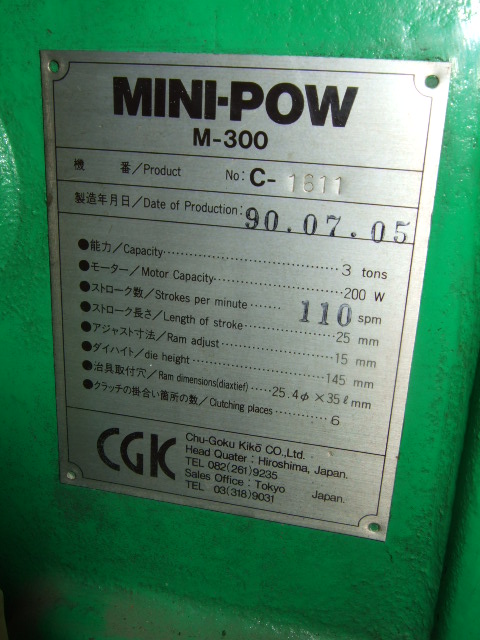 MINI-POW
M-300
機 番/Product No: C-1611
製造年月日/Date of Production: 90.07.05
●能力/Capacity 3 tons
●モーター/Motor Capacity 200 W
●ストローク数/Strokes per minute 110 spm
●ストローク長さ/Length of stroke 25 mm
●アジャスト寸法/Ram adjust 15 mm
●ダイハイト/die height 145 mm
●治具取付穴/Ram dimensions(diaxtief) 25.4φ×35ℓmm
●クラッチの掛合い箇所の数/Clutching places 6
CGK
Chu-Goku Kikō CO.,Ltd.
Head Quater : Hiroshima, Japan.
TEL 082(261)9235
Sales Office : Tokyo Japan.
TEL 03(318)9031